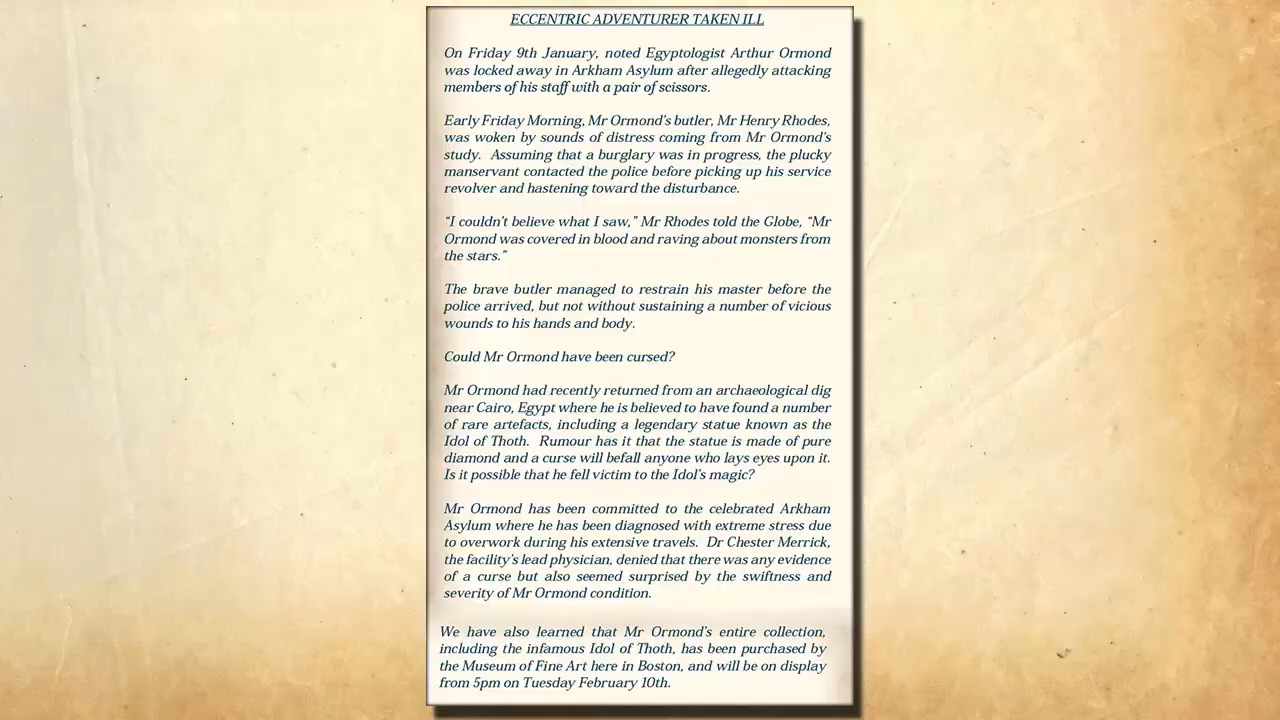 ECCENTRIC ADVENTURER TAKEN ILL
On Friday 9th January, noted Egyptologist Arthur Ormond
was locked away in Arkham Asylum after allegedly attacking
members of his staff with a pair of scissors.
Early Friday Morning, Mr Ormond's butler, Mr Henry Rhodes,
was woken by sounds of distress coming from Mr Ormond's
study. Assuming that a burglary was in progress, the plucky
manservant contacted the police before picking up his service
revolver and hastening toward the disturbance.
“I couldn't believe what I saw,” Mr Rhodes told the Globe, “Mr
Ormond was covered in blood and raving about monsters from
the stars.”
The brave butler managed to restrain his master before the
police arrived, but not without sustaining a number of vicious
wounds to his hands and body.
Could Mr Ormond have been cursed?
Mr Ormond had recently returned from an archaeological dig
near Cairo, Egypt where he is believed to have found a number
of rare artefacts, including a legendary statue known as the
Idol of Thoth. Rumour has it that the statue is made of pure
diamond and a curse will befall anyone who lays eyes upon it.
Is it possible that he fell victim to the Idol's magic?
Mr Ormond has been committed to the celebrated Arkham
Asylum where he has been diagnosed with extreme stress due
to overwork during his extensive travels. Dr Chester Merrick,
the facility's lead physician, denied that there was any evidence
of a curse but also seemed surprised by the swiftness and
severity of Mr Ormond condition.
We have also learned that Mr Ormond's entire collection,
including the infamous Idol of Thoth, has been purchased by
the Museum of Fine Art here in Boston, and will be on display
from 5pm on Tuesday February 10th.